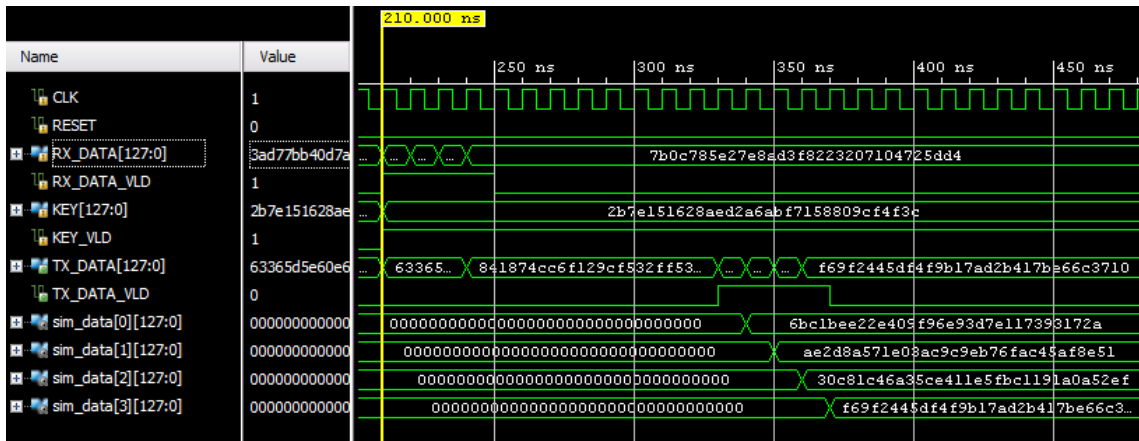 210.000 ns
Name Value
250 ns 300 ns 350 ns 400 ns 450 ns
CLK 1
RESET 0
RX_DATA[127:0] 3ad77bb40d7a ... ... ... ... 7b0c785e27e8ad3f8223207104725dd4
RX_DATA_VLD 1
KEY[127:0] 2b7e151628ae ... 2b7e151628aed2a6abf7158809cf4f3c
KEY_VLD 1
TX_DATA[127:0] 63365d5e60e6 ... 63365... 841874cc6f129cf532ff53... ... ... ... f69f2445df4f9b17ad2b417be66c3710
TX_DATA_VLD 0
sim_data[0][127:0] 000000000000 00000000000000000000000000000000 6bc1bee22e409f96e93d7e117393172a
sim_data[1][127:0] 000000000000 00000000000000000000000000000000 ae2d8a571e03ac9c9eb76fac45af8e51
sim_data[2][127:0] 000000000000 00000000000000000000000000000000 30c81c46a35ce411e5fbc1191a0a52ef
sim_data[3][127:0] 000000000000 00000000000000000000000000000000 f69f2445df4f9b17ad2b417be66c3...